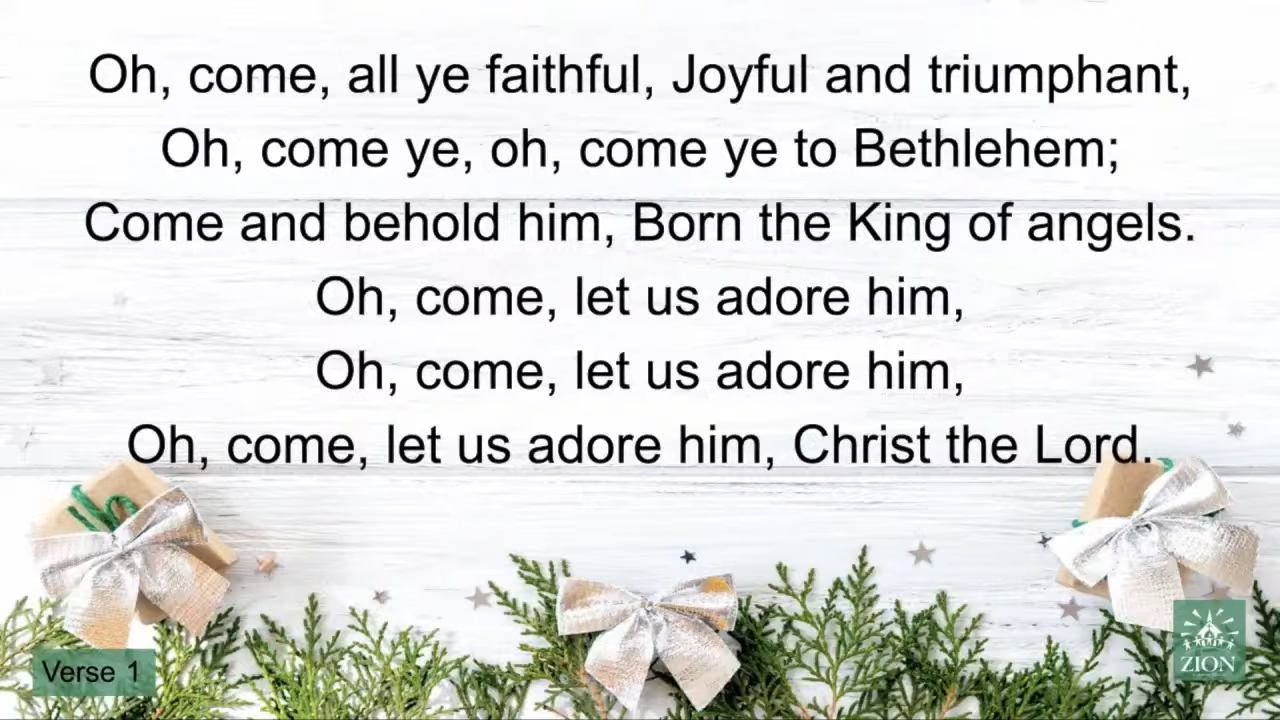 Oh, come, all ye faithful, Joyful and triumphant,
Oh, come ye, oh, come ye to Bethlehem;
Come and behold him, Born the King of angels.
Oh, come, let us adore him,
Oh, come, let us adore him,
Oh, come, let us adore him, Christ the Lord.
Verse 1
ZION